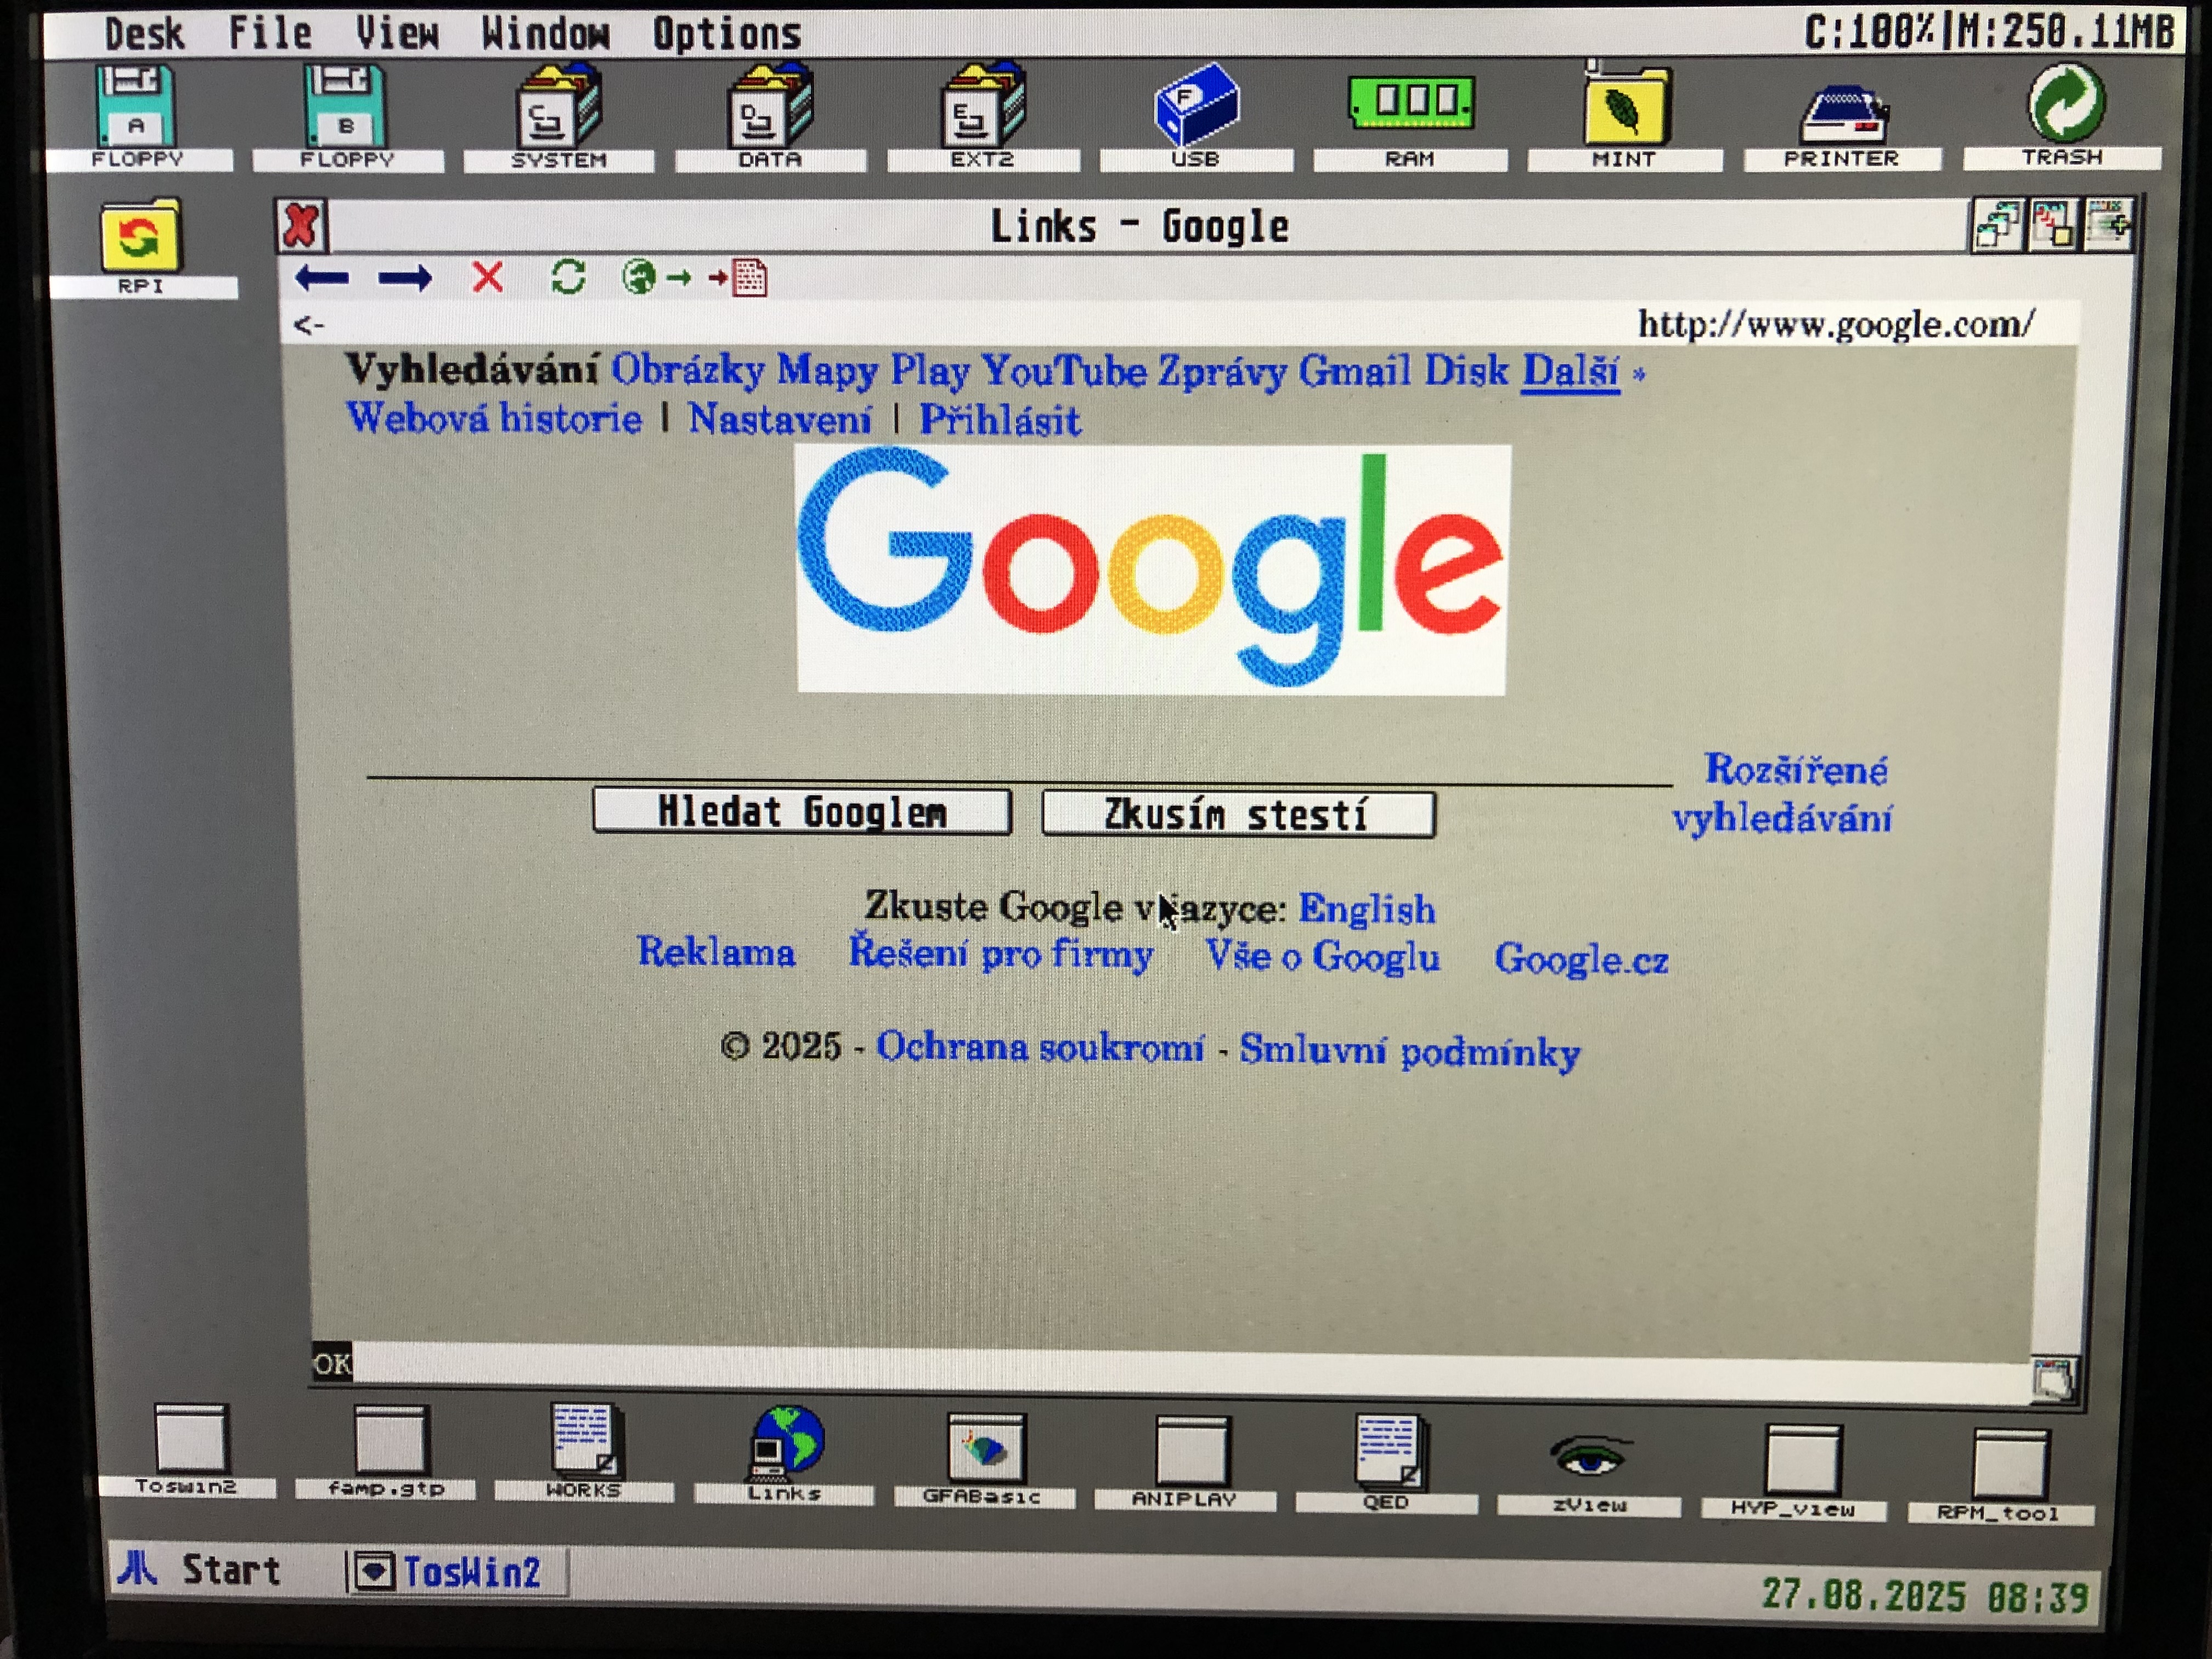 Desk File View Window Options C:100%|M:250.11MB
A B C D E F
FLOPPY FLOPPY SYSTEM DATA EXT2 USB RAM MINT PRINTER TRASH
Links - Google
RPI
<- http://www.google.com/
Vyhledávání Obrázky Mapy Play YouTube Zprávy Gmail Disk Další »
Webová historie | Nastavení | Přihlásit
Google
Rozšířené
vyhledávání
Hledat Googlem Zkusím stestí
Zkuste Google v jazyce: English
Reklama Řešení pro firmy Vše o Googlu Google.cz
© 2025 - Ochrana soukromí - Smluvní podmínky
OK
Toswin2 famp.gtp WORKS Links GFABasic ANIPLAY QED zView HYP_view RPM_tool
Start TosWin2 27.08.2025 08:39